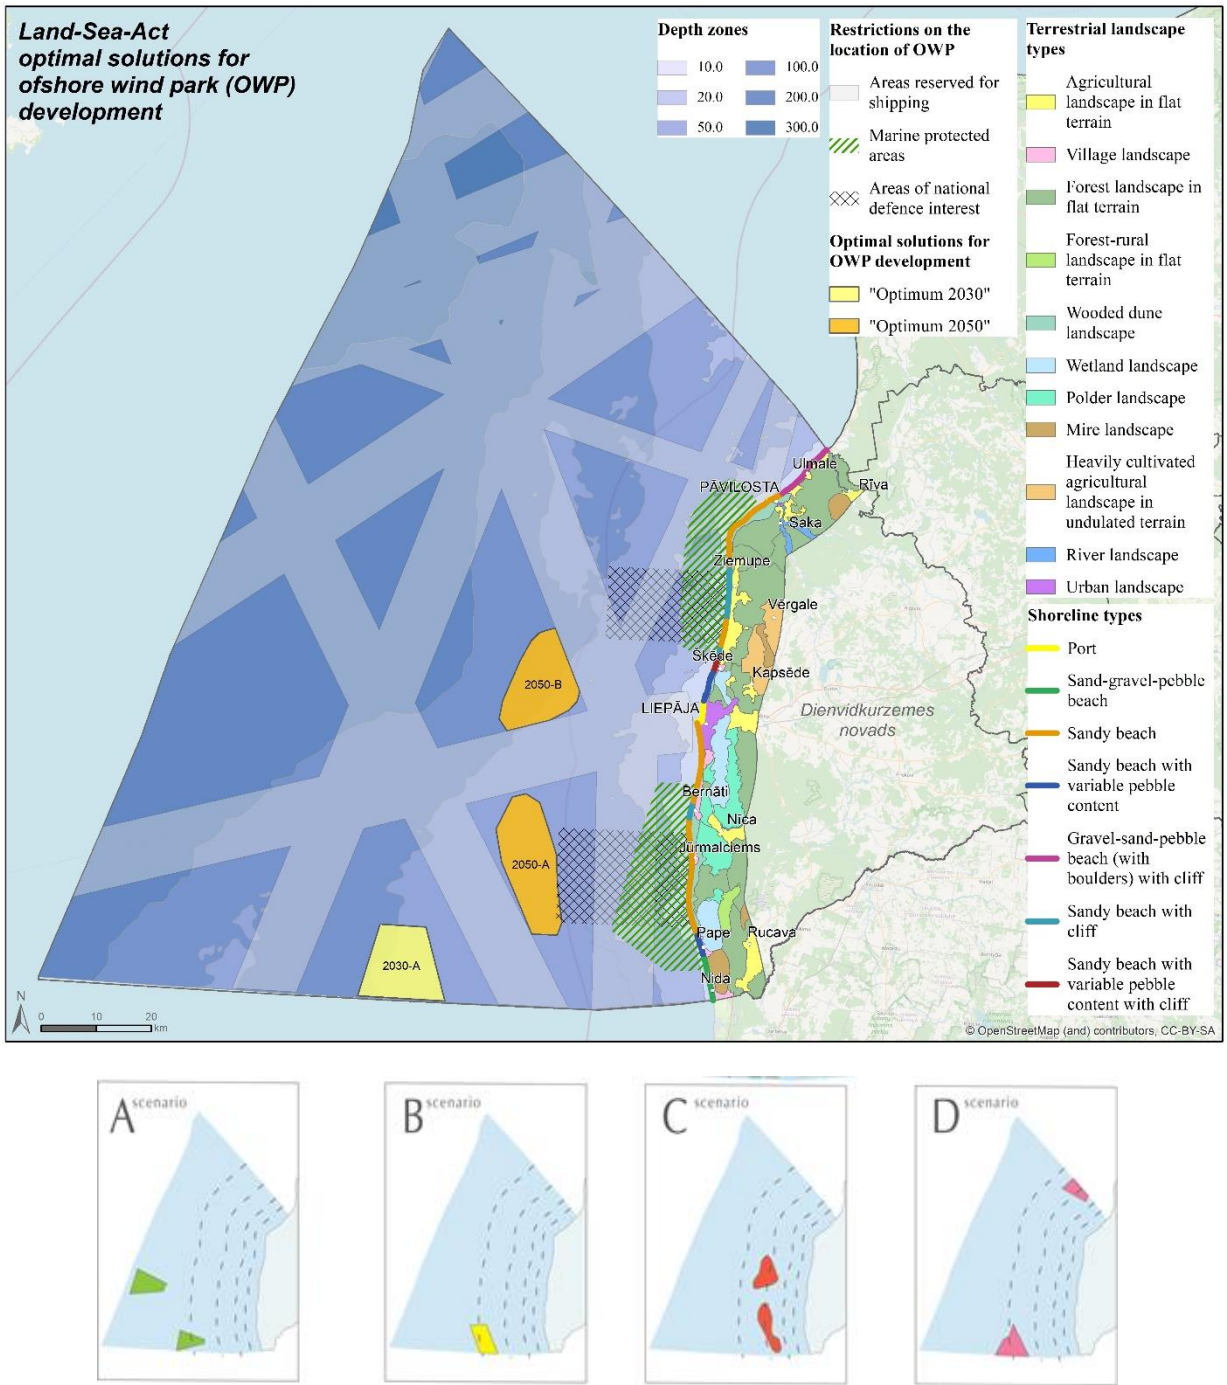 Land-Sea-Act
optimal solutions for
ofshore wind park (OWP)
development
Depth zones
10.0
100.0
20.0
200.0
50.0
300.0
Restrictions on the
location of OWP
Areas reserved for
shipping
Marine protected
areas
Areas of national
defence interest
Optimal solutions for
OWP development
"Optimum 2030"
"Optimum 2050"
Terrestrial landscape
types
Agricultural
landscape in flat
terrain
Village landscape
Forest landscape in
flat terrain
Forest-rural
landscape in flat
terrain
Wooded dune
landscape
Wetland landscape
Polder landscape
Mire landscape
Heavily cultivated
agricultural
landscape in
undulated terrain
River landscape
Urban landscape
Shoreline types
Port
Sand-gravel-pebble
beach
Sandy beach
Sandy beach with
variable pebble
content
Gravel-sand-pebble
beach (with
boulders) with cliff
Sandy beach with
cliff
Sandy beach with
variable pebble
content with cliff
Ulmale
PĀVILOSTA
Rīva
Saka
Ziemupe
Vērgale
Šķēde
Kapsēde
2050-B
LIEPĀJA
Dienvidkurzemes
novads
Bernāti
Nīca
Jūrmalciems
2050-A
Pape
Rucava
2030-A
Nida
N
0 10 20
km
© OpenStreetMap (and) contributors, CC-BY-SA
A scenario
B scenario
C scenario
D scenario